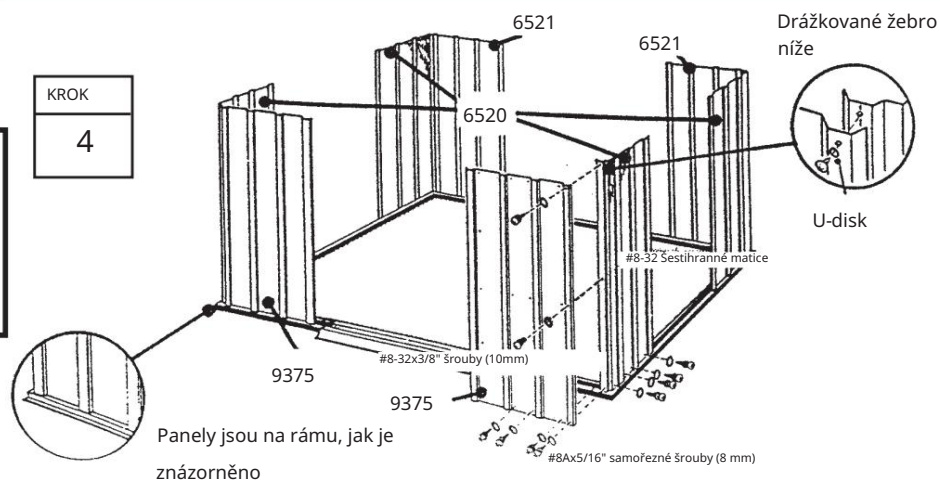 6521
Drážkované žebro
níže
6521
KROK
4
6520
U-disk
#8-32 Šestihranné matice
#8-32x3/8" šrouby (10mm)
9375
9375
Panely jsou na rámu, jak je
znázorněno
#8Ax5/16" samořezné šrouby (8 mm)